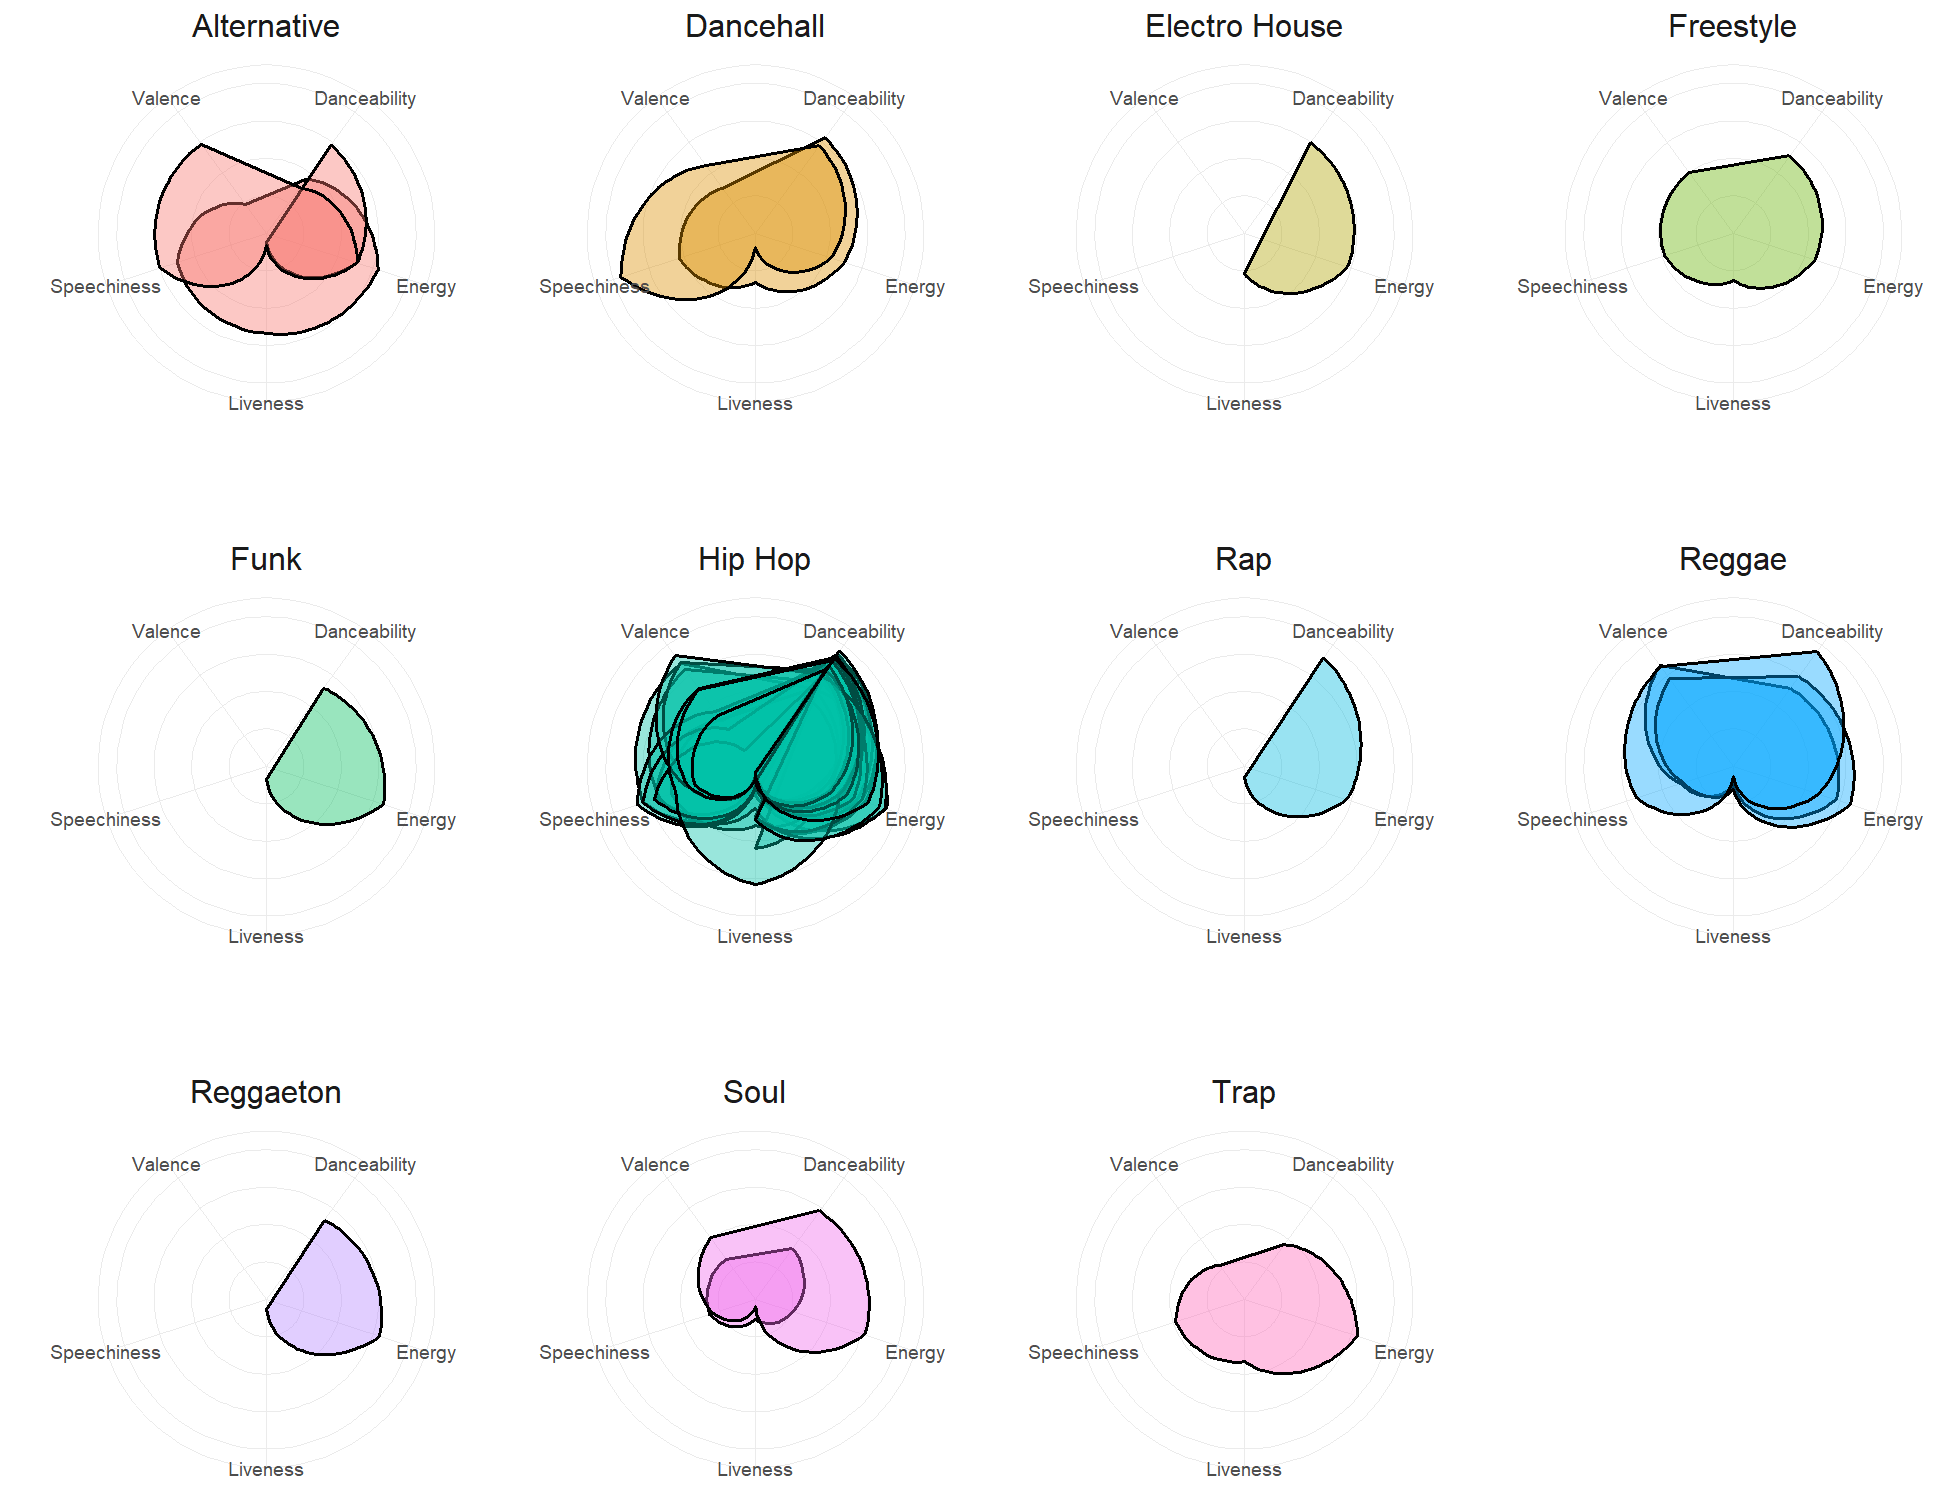 Alternative
Dancehall
Electro House
Freestyle
Valence
Danceability
Valence
Danceability
Valence
Danceability
Valence
Danceability
Speechiness
Energy
Speechiness
Energy
Speechiness
Energy
Speechiness
Energy
Liveness
Liveness
Liveness
Liveness
Funk
Hip Hop
Rap
Reggae
Valence
Danceability
Valence
Danceability
Valence
Danceability
Valence
Danceability
Speechiness
Energy
Speechiness
Energy
Speechiness
Energy
Speechiness
Energy
Liveness
Liveness
Liveness
Liveness
Reggaeton
Soul
Trap
Valence
Danceability
Valence
Danceability
Valence
Danceability
Speechiness
Energy
Speechiness
Energy
Speechiness
Energy
Liveness
Liveness
Liveness